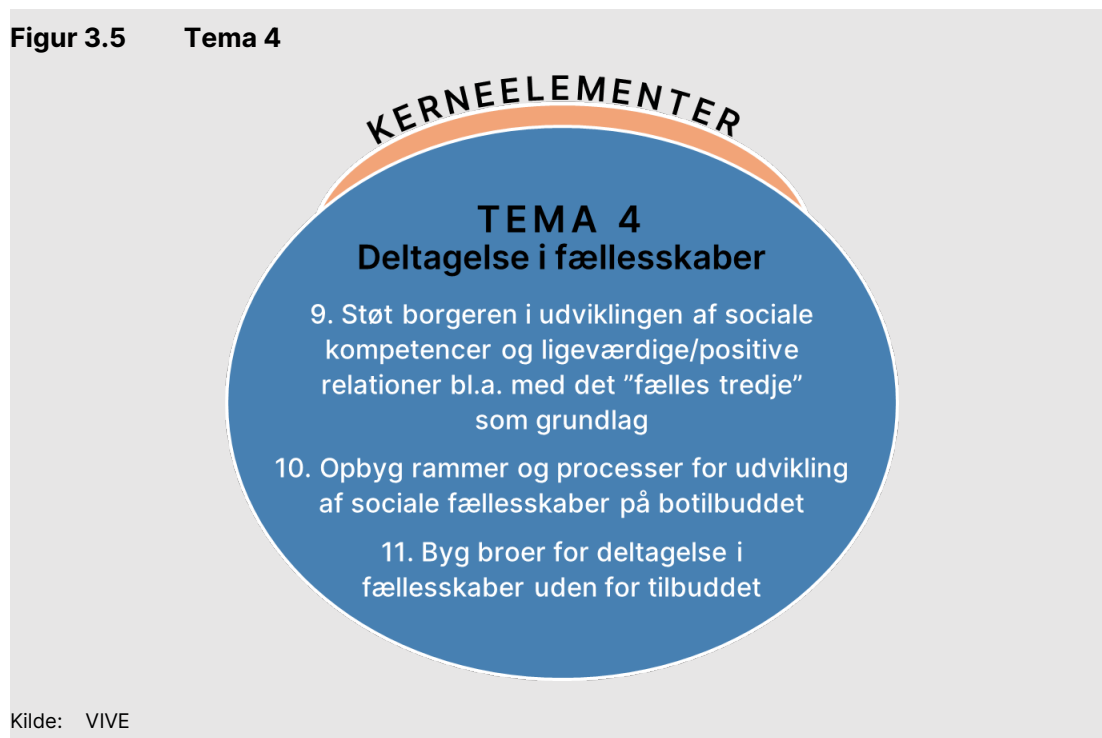 Figur 3.5 Tema 4
KERNEELEMENTER
TEMA 4
Deltagelse i fællesskaber
9. Støt borgeren i udviklingen af sociale
kompetencer og ligeværdige/positive
relationer bl.a. med det ”fælles tredje”
som grundlag
10. Opbyg rammer og processer for udvikling
af sociale fællesskaber på botilbuddet
11. Byg broer for deltagelse i
fællesskaber uden for tilbuddet
Kilde: VIVE